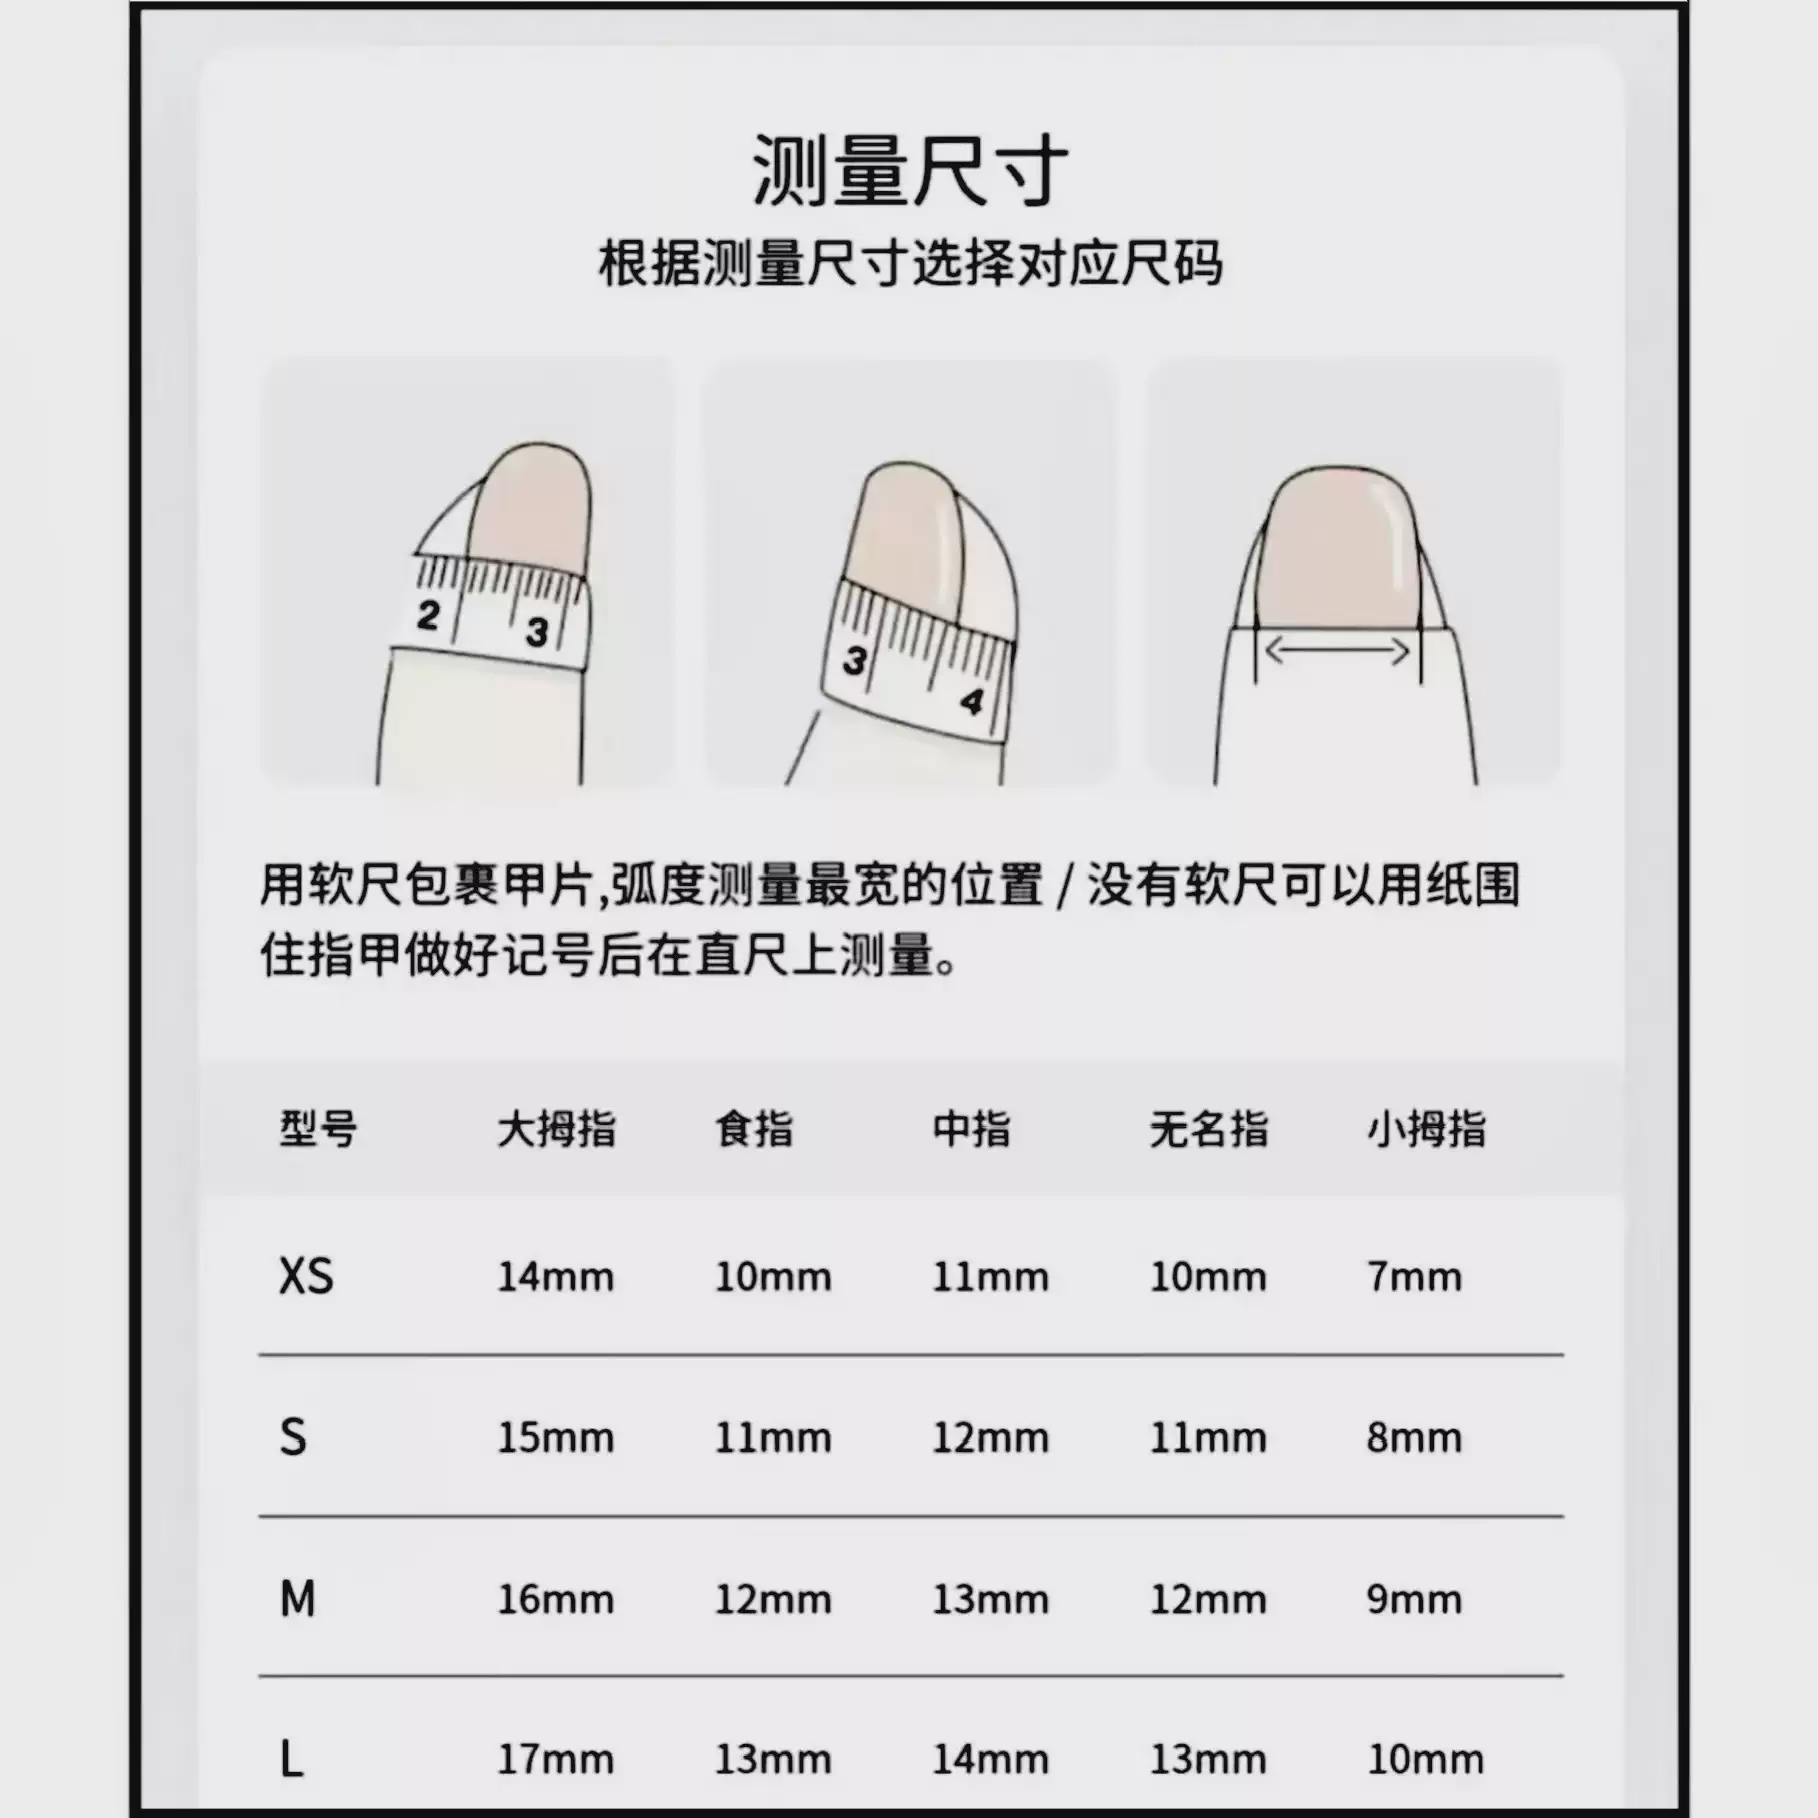 测量尺寸
根据测量尺寸选择对应尺码
2 3
3 4
用软尺包裹甲片,弧度测量最宽的位置 / 没有软尺可以用纸围
住指甲做好记号后在直尺上测量。
型号 大拇指 食指 中指 无名指 小拇指
XS 14mm 10mm 11mm 10mm 7mm
S 15mm 11mm 12mm 11mm 8mm
M 16mm 12mm 13mm 12mm 9mm
L 17mm 13mm 14mm 13mm 10mm